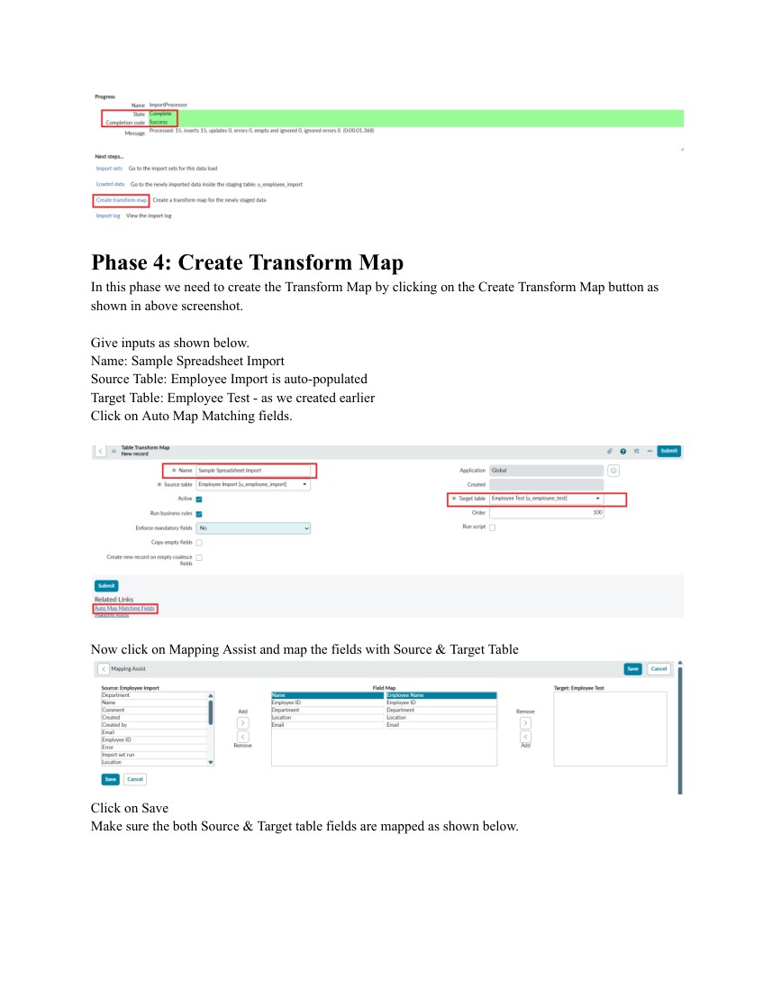 Progress
Name ImportProcessor
State Complete
Completion code Success
Message Processed: 15, inserts 15, updates 0, errors 0, empty and ignored 0, ignored errors 0 (0:00:01.368)
Next steps...
Import sets Go to the import sets for this data load
Loaded data Go to the newly imported data inside the staging table: u_employee_import
Create transform map Create a transform map for the newly staged data
Import log View the import log
Phase 4: Create Transform Map
In this phase we need to create the Transform Map by clicking on the Create Transform Map button as
shown in above screenshot.
Give inputs as shown below.
Name: Sample Spreadsheet Import
Source Table: Employee Import is auto-populated
Target Table: Employee Test - as we created earlier
Click on Auto Map Matching fields.
Table Transform Map
New record
Submit
Name Sample Spreadsheet Import
Application Global
Source table Employee Import [u_employee_import]
Created
Active
Target table Employee Test [u_employee_test]
Run business rules
Order 100
Enforce mandatory fields No
Run script
Copy empty fields
Create new record on empty coalesce
fields
Submit
Related Links
Auto Map Matching Fields
Now click on Mapping Assist and map the fields with Source & Target Table
Mapping Assist
Save Cancel
Source: Employee Import
Department
Name
Comment
Created
Created by
Email
Employee ID
Error
Import set run
Location
Add
Remove
Field Map
Name Employee Name
Employee ID Employee ID
Department Department
Location Location
Email Email
Remove
Add
Target: Employee Test
Save Cancel
Click on Save
Make sure the both Source & Target table fields are mapped as shown below.